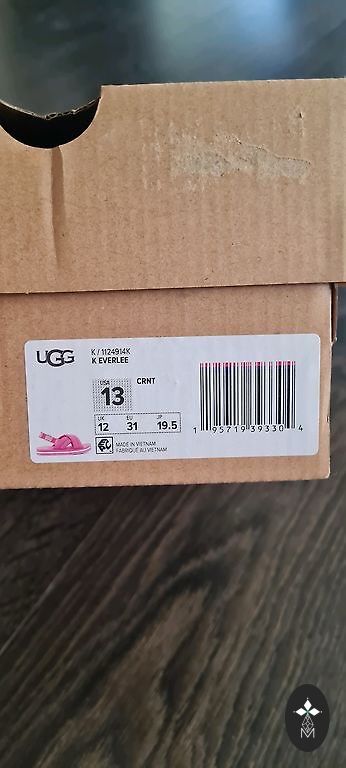 UGG
K / 1124914K
K EVERLEE
USA
13
CRNT
UK
12
EU
31
JP
19.5
MADE IN VIETNAM
FABRIQUÉ AU VIETNAM
1 95719 39330 4
M